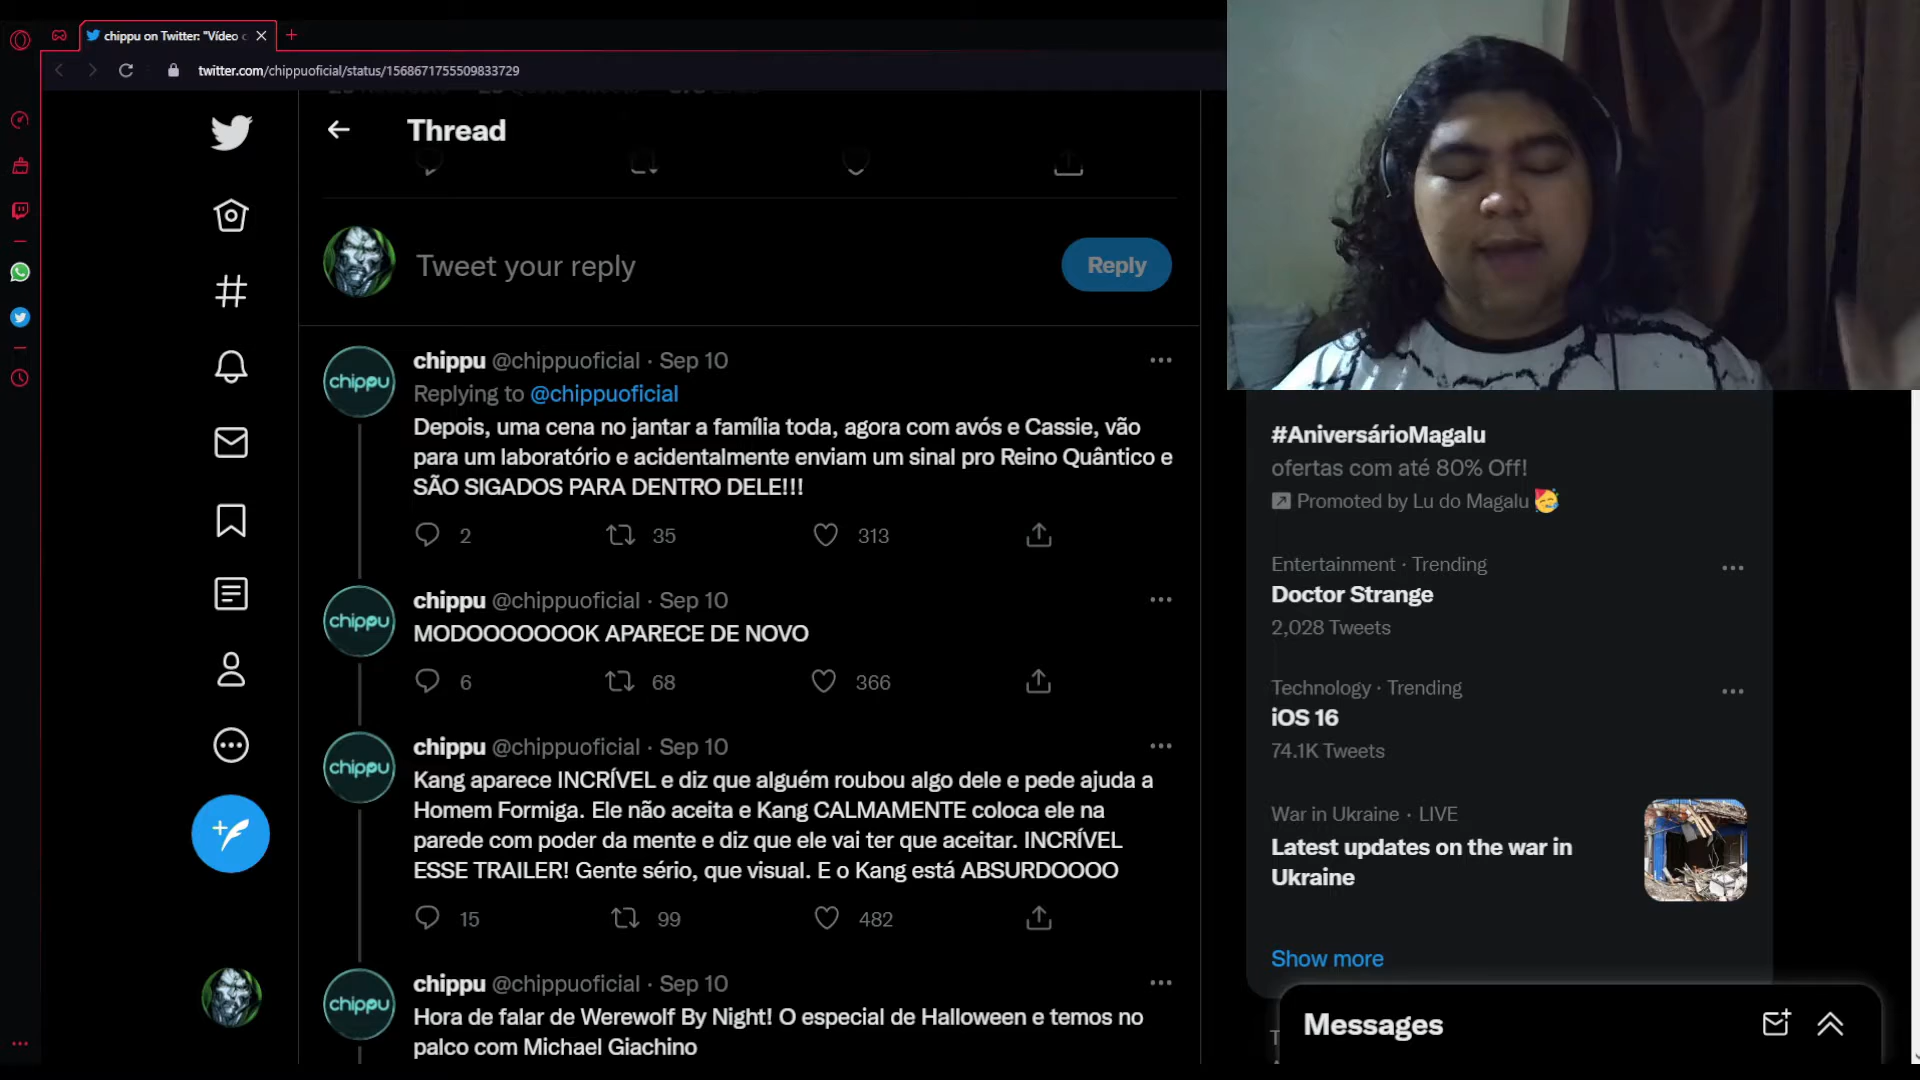 chippu on Twitter: "Vídeo
twitter.com/chippuoficial/status/1568671755509833729
Thread
Tweet your reply
Reply
chippu @chippuoficial · Sep 10
Replying to @chippuoficial
Depois, uma cena no jantar a família toda, agora com avós e Cassie, vão
para um laboratório e acidentalmente enviam um sinal pro Reino Quântico e
SÃO SIGADOS PARA DENTRO DELE!!!
2 35 313
chippu @chippuoficial · Sep 10
MODOOOOOOOK APARECE DE NOVO
6 68 366
chippu @chippuoficial · Sep 10
Kang aparece INCRÍVEL e diz que alguém roubou algo dele e pede ajuda a
Homem Formiga. Ele não aceita e Kang CALMAMENTE coloca ele na
parede com poder da mente e diz que ele vai ter que aceitar. INCRÍVEL
ESSE TRAILER! Gente sério, que visual. E o Kang está ABSURDOOOO
15 99 482
chippu @chippuoficial · Sep 10
Hora de falar de Werewolf By Night! O especial de Halloween e temos no
palco com Michael Giachino
chippu
chippu
chippu
chippu
#AniversárioMagalu
ofertas com até 80% Off!
Promoted by Lu do Magalu
Entertainment · Trending
Doctor Strange
2,028 Tweets
Technology · Trending
iOS 16
74.1K Tweets
War in Ukraine · LIVE
Latest updates on the war in
Ukraine
Show more
Messages